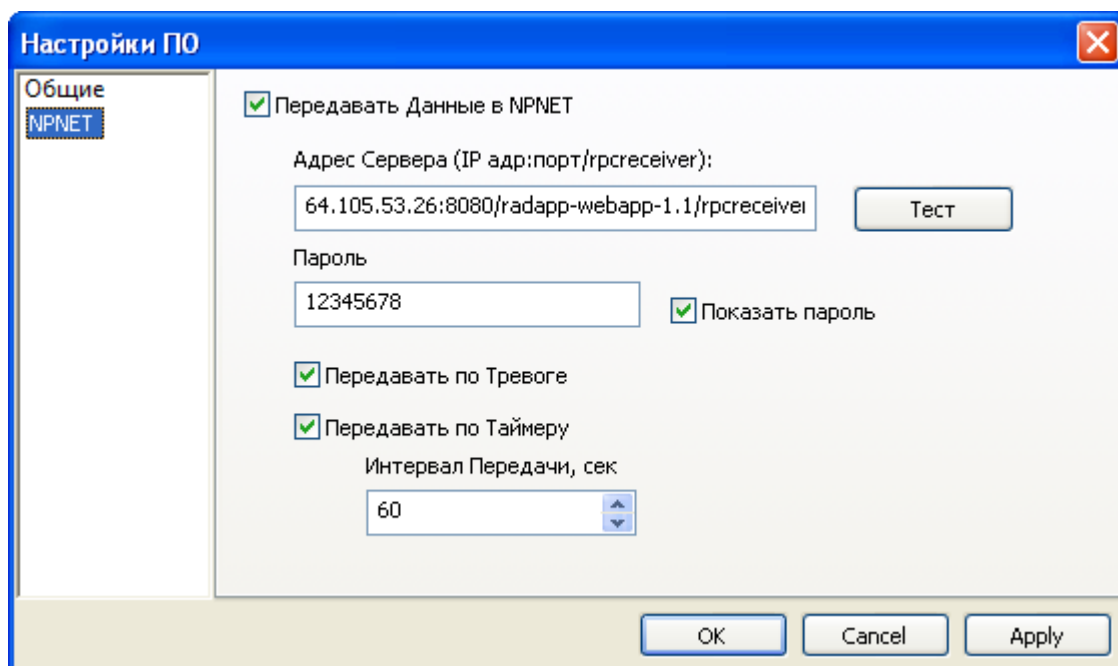 Настройки ПО
Общие
NPNET
Передавать Данные в NPNET
Адрес Сервера (IP адр:порт/rpcreceiver):
64.105.53.26:8080/radapp-webapp-1.1/rpcreceiver
Тест
Пароль
12345678
Показать пароль
Передавать по Тревоге
Передавать по Таймеру
Интервал Передачи, сек
60
OK
Cancel
Apply